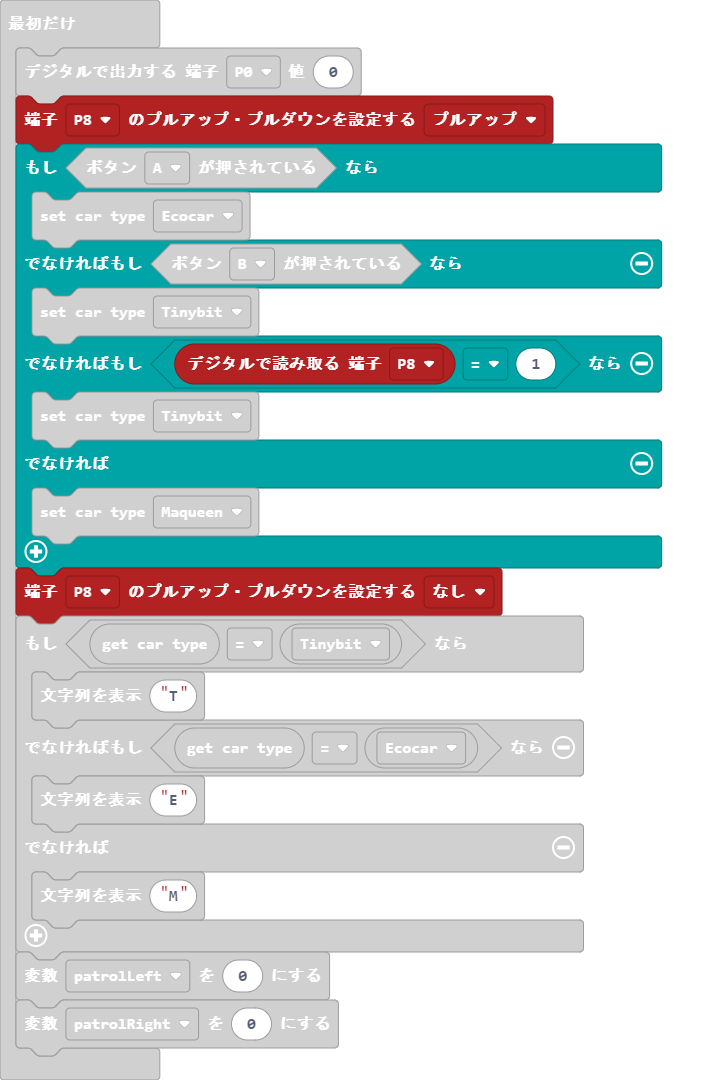 最初だけ
デジタルで出力する 端子 P0 値 0
端子 P8 のプルアップ・プルダウンを設定する プルアップ
もし ボタン A が押されている なら
set car type Ecocar
でなければもし ボタン B が押されている なら
set car type Tinybit
でなければもし デジタルで読み取る 端子 P8 = 1 なら
set car type Tinybit
でなければ
set car type Maqueen
端子 P8 のプルアップ・プルダウンを設定する なし
もし get car type = Tinybit なら
文字列を表示 "T"
でなければもし get car type = Ecocar なら
文字列を表示 "E"
でなければ
文字列を表示 "M"
変数 patrolLeft を 0 にする
変数 patrolRight を 0 にする